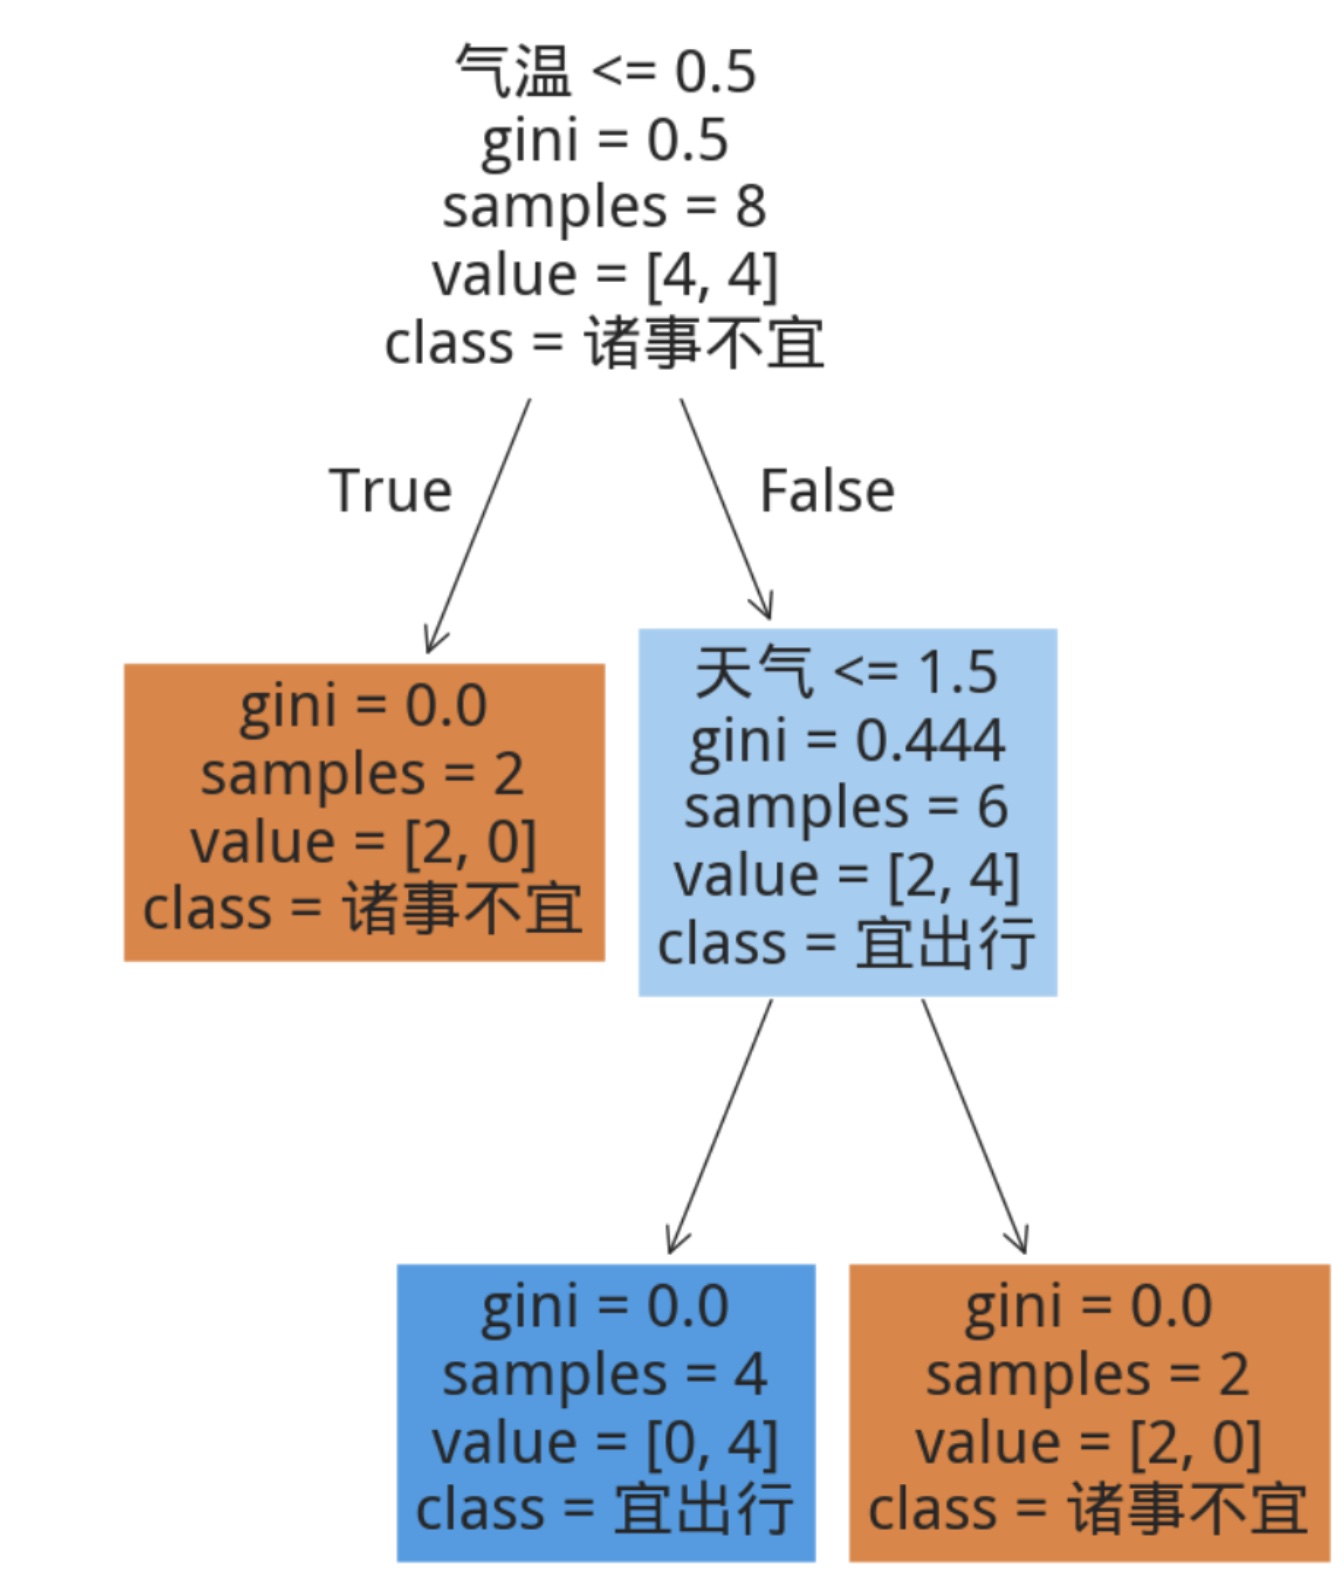 气温 <= 0.5
gini = 0.5
samples = 8
value = [4, 4]
class = 诸事不宜
True
False
gini = 0.0
samples = 2
value = [2, 0]
class = 诸事不宜
天气 <= 1.5
gini = 0.444
samples = 6
value = [2, 4]
class = 宜出行
gini = 0.0
samples = 4
value = [0, 4]
class = 宜出行
gini = 0.0
samples = 2
value = [2, 0]
class = 诸事不宜